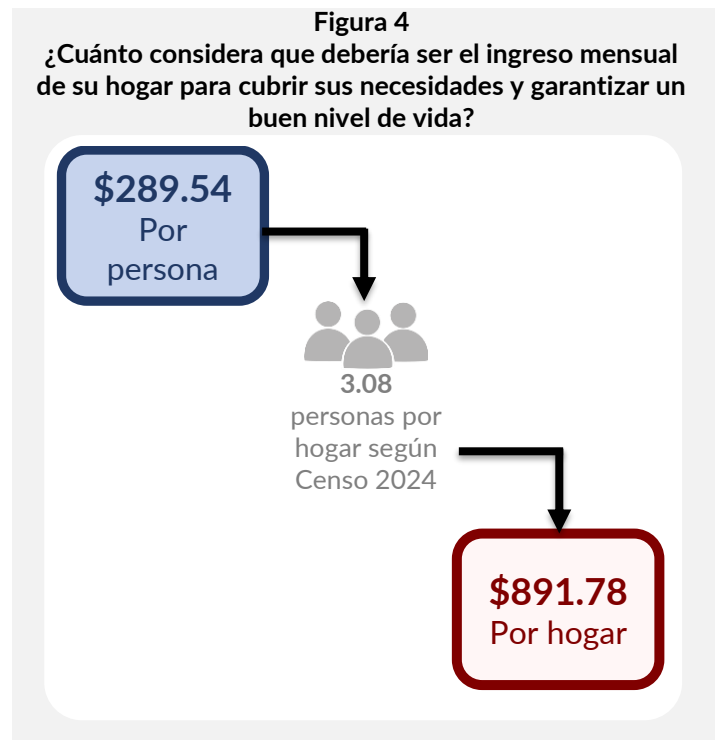 Figura 4
¿Cuánto considera que debería ser el ingreso mensual
de su hogar para cubrir sus necesidades y garantizar un
buen nivel de vida?
$289.54
Por
persona
3.08
personas por
hogar según
Censo 2024
$891.78
Por hogar